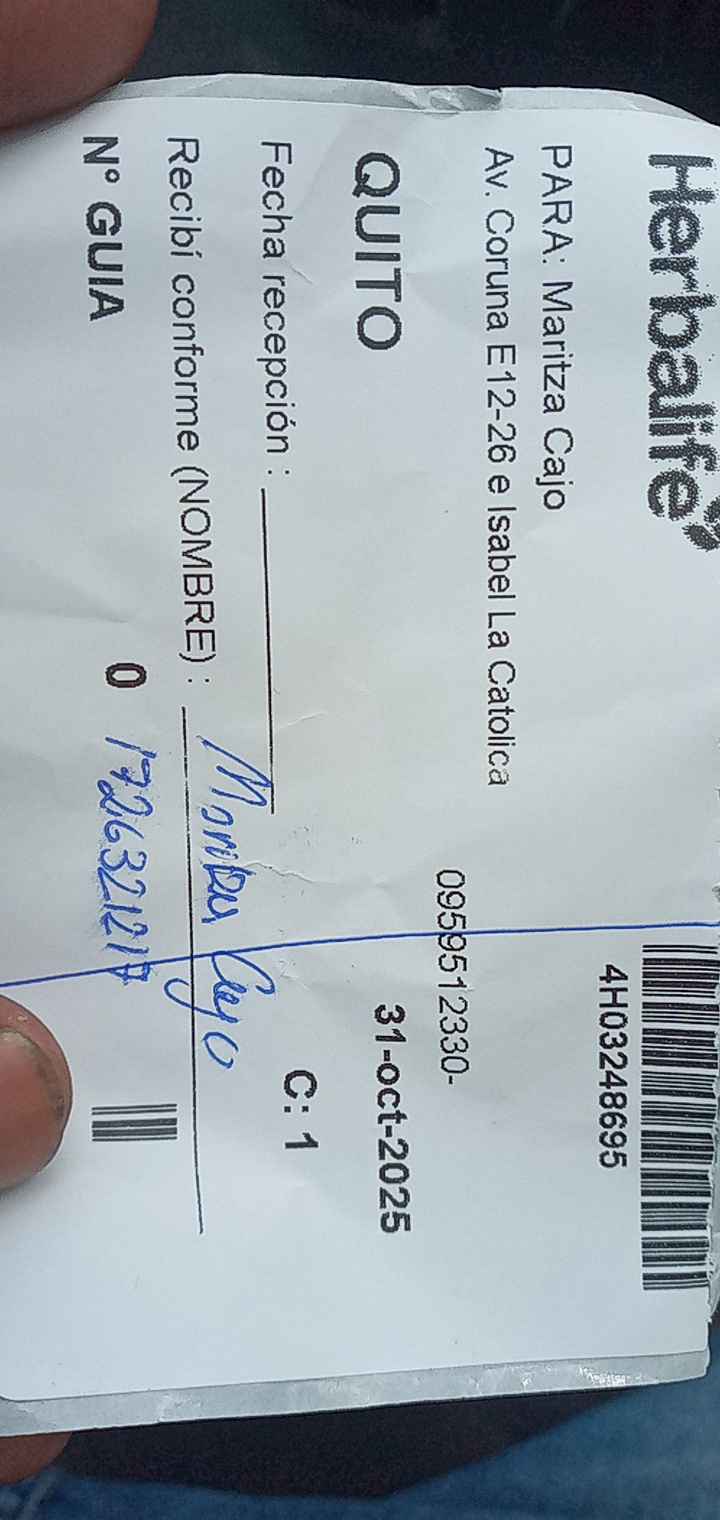 Herbalife
4H03248695
PARA: Maritza Cajo
Av. Coruna E12-26 e Isabel La Catolica
0959512330-
QUITO
31-oct-2025
Fecha recepción :
C: 1
Recibí conforme (NOMBRE) : Maritza Cajo
N° GUIA
0
1726321217